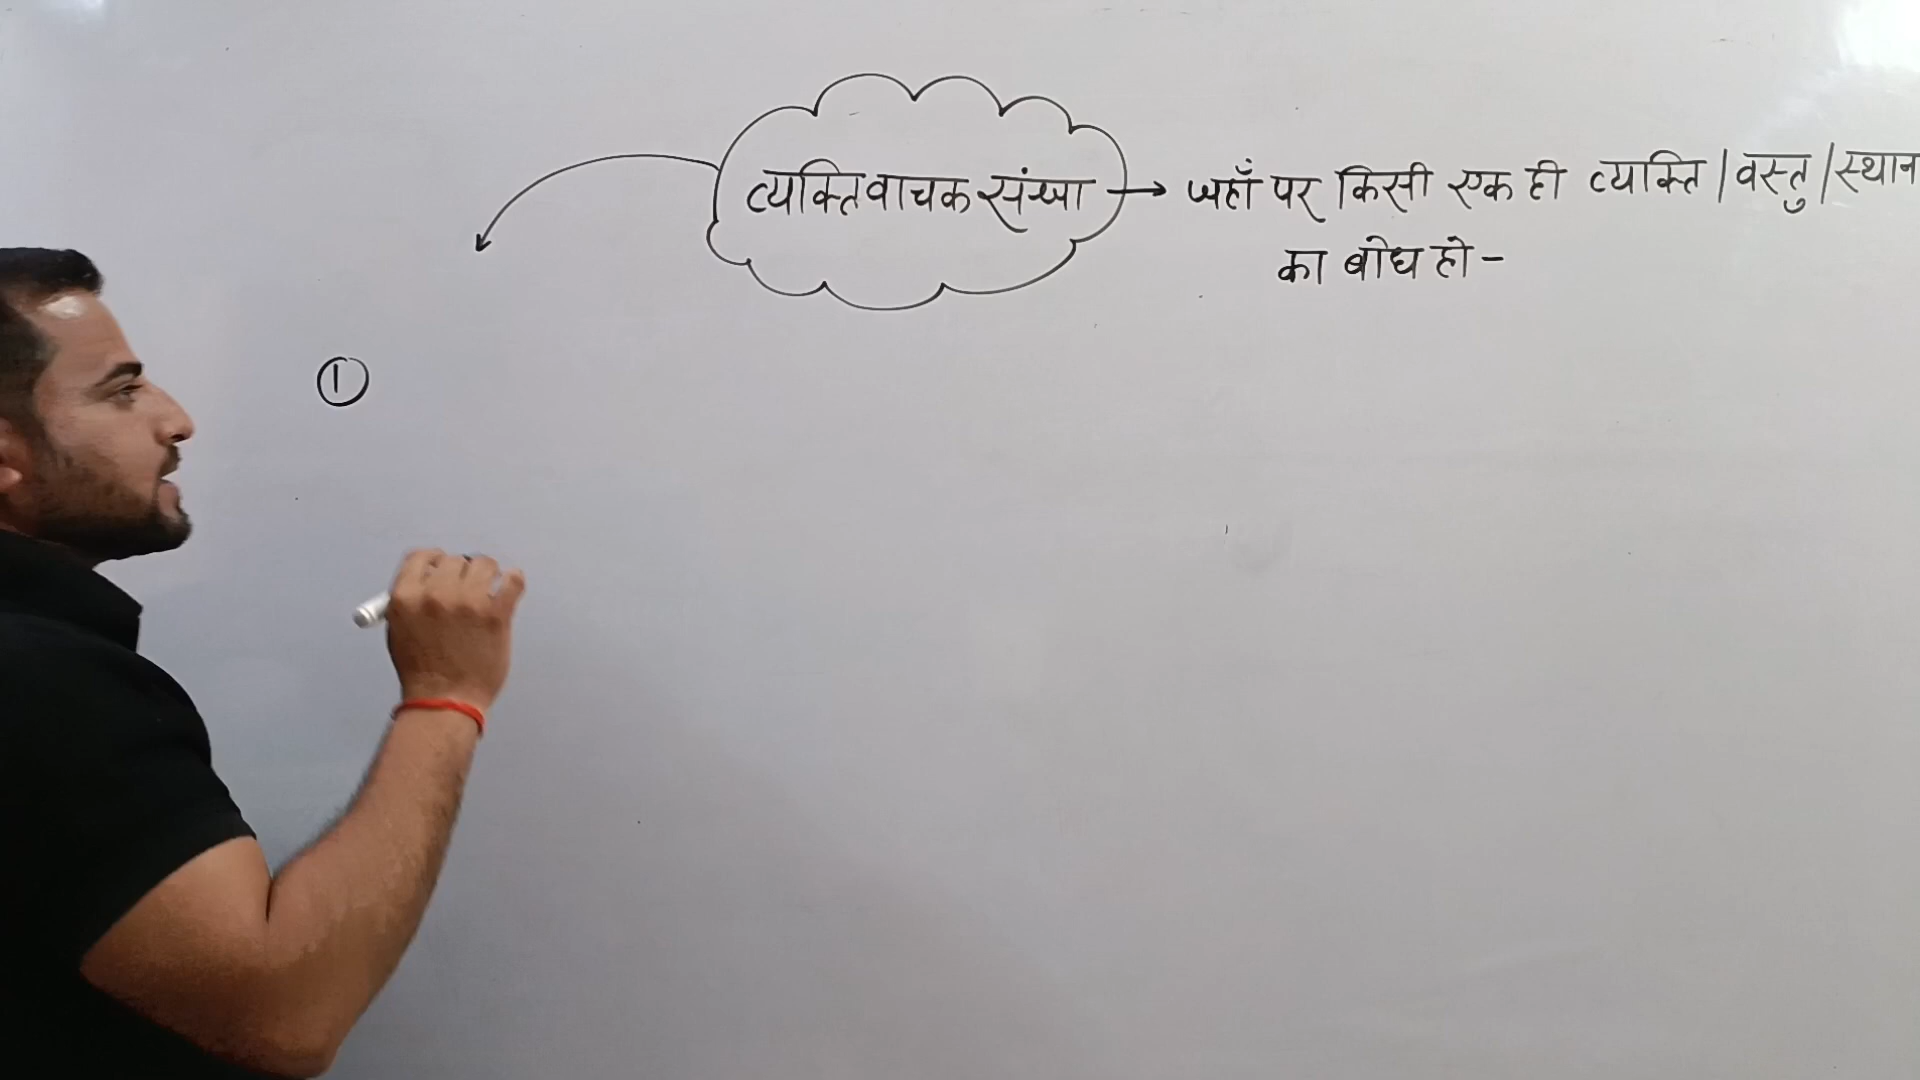 व्यक्तिवाचक संज्ञा → जहाँ पर किसी एक ही व्यक्ति / वस्तु / स्थान
का बोध हो -
①